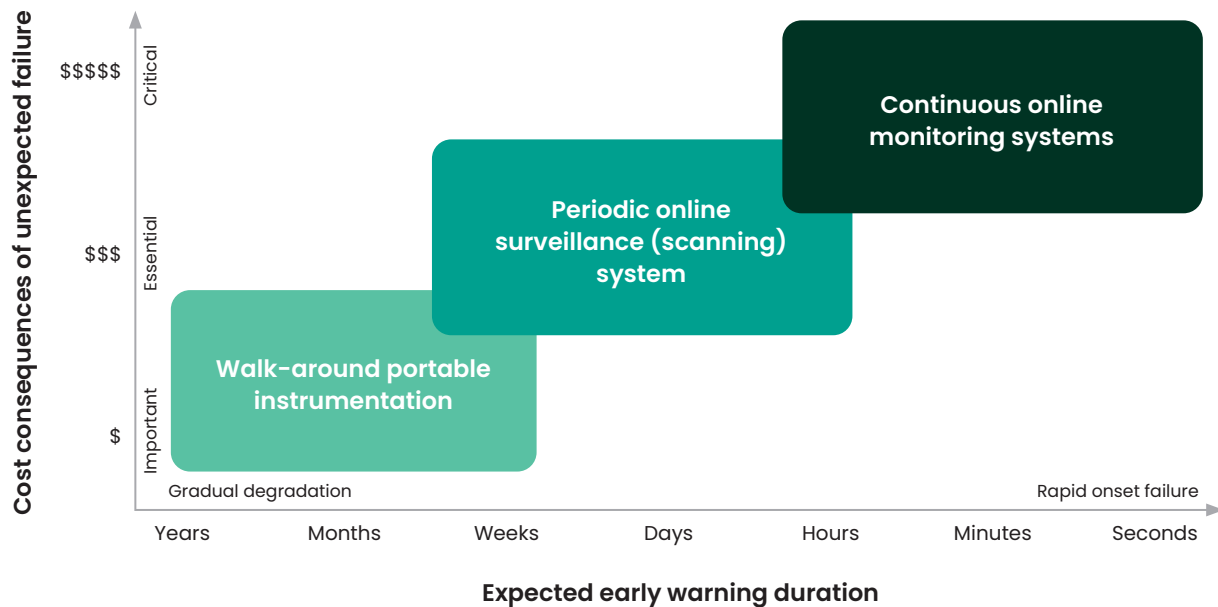 Cost consequences of unexpected failure
$$$$$
$$$
$
Critical
Essential
Important
Continuous online
monitoring systems
Periodic online
surveillance (scanning)
system
Walk-around portable
instrumentation
Gradual degradation
Rapid onset failure
Years
Months
Weeks
Days
Hours
Minutes
Seconds
Expected early warning duration